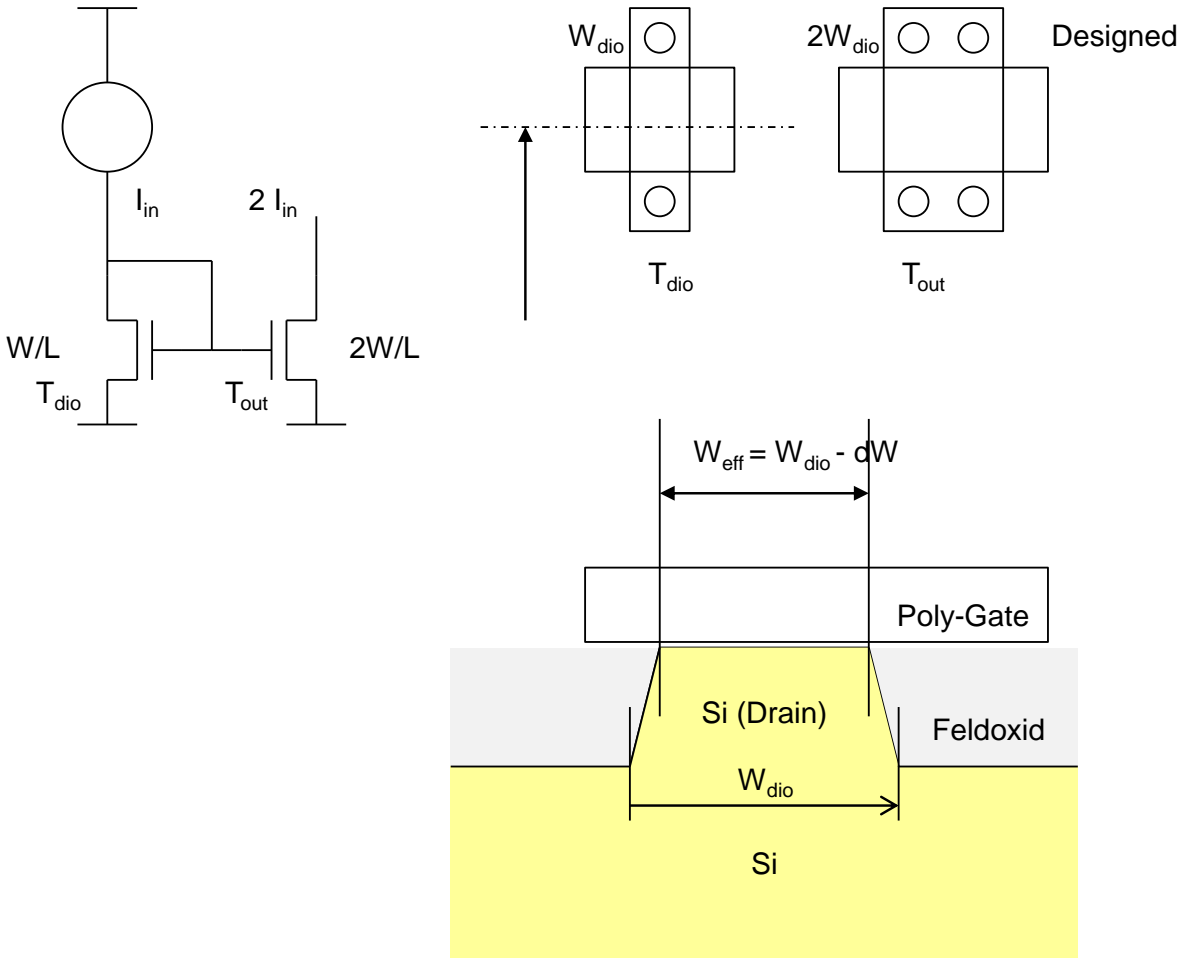 W_dio
2W_dio
Designed
I_in
2 I_in
T_dio
T_out
W/L
2W/L
T_dio
T_out
W_eff = W_dio - dW
Poly-Gate
Si (Drain)
Feldoxid
W_dio
Si